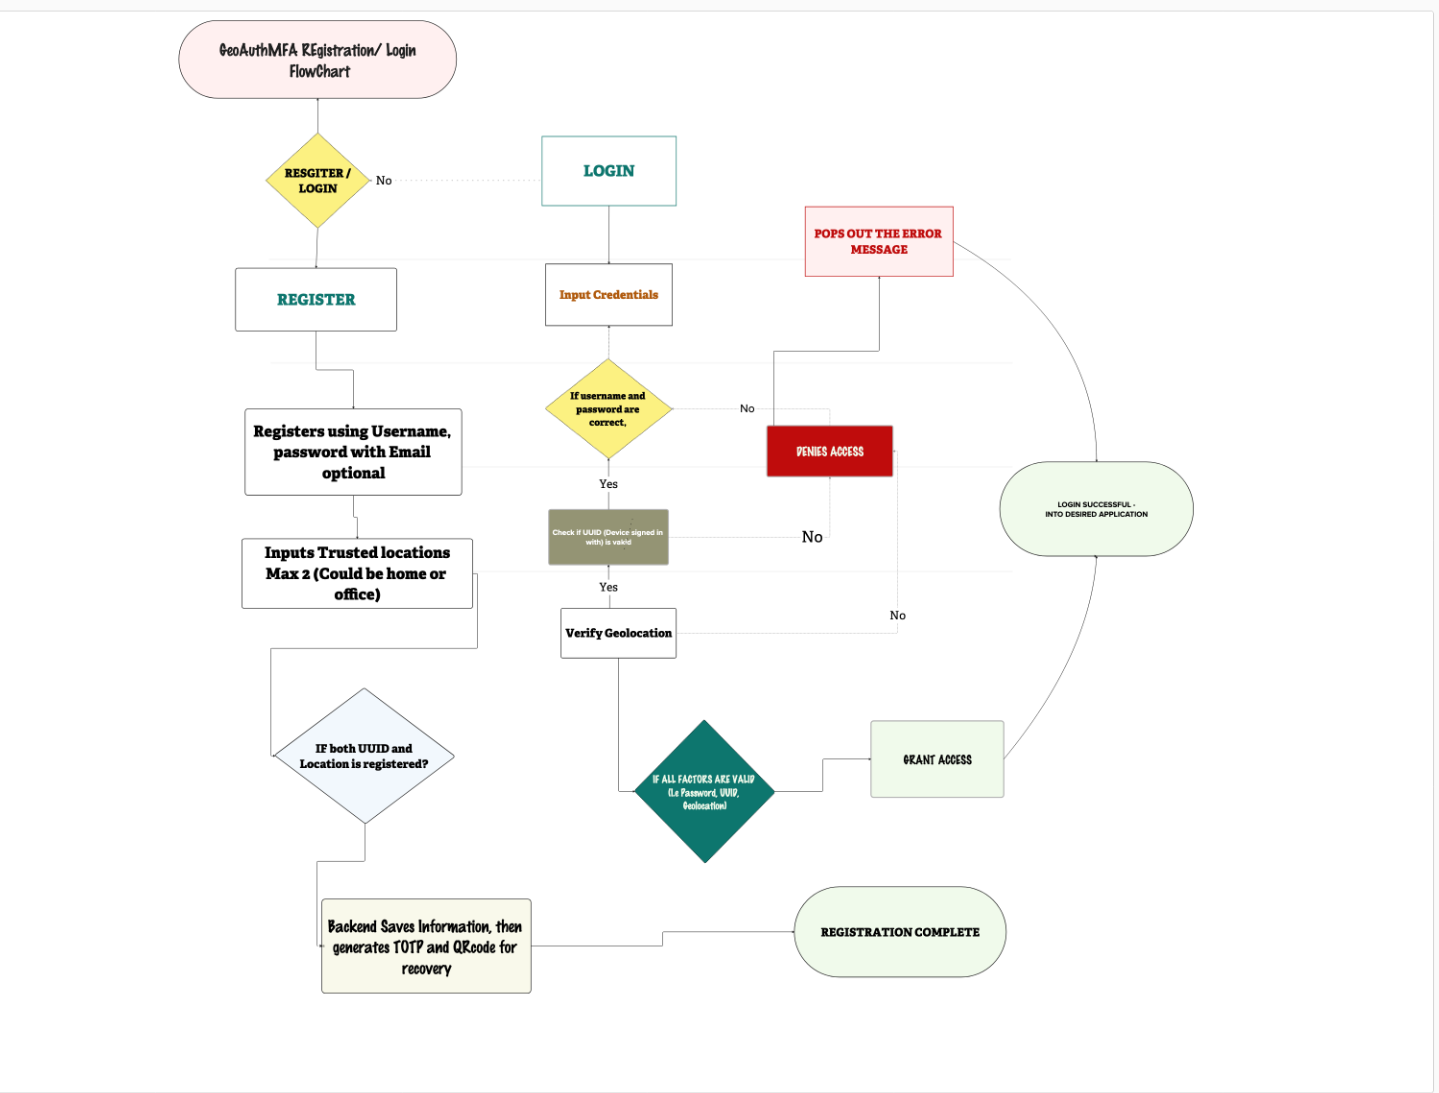 GeoAuthMFA REgistration/ Login
FlowChart
RESGITER /
LOGIN
No
LOGIN
POPS OUT THE ERROR
MESSAGE
REGISTER
Input Credentials
If username and
password are
correct,
No
Registers using Username,
password with Email
optional
DENIES ACCESS
Yes
LOGIN SUCCESSFUL -
INTO DESIRED APPLICATION
Check if UUID (Device signed in
with) is valid
No
Inputs Trusted locations
Max 2 (Could be home or
office)
Yes
No
Verify Geolocation
IF both UUID and
Location is registered?
IF ALL FACTORS ARE VALID
(I.e Password, UUID,
Geolocation)
GRANT ACCESS
Backend Saves Information, then
generates TOTP and QRcode for
recovery
REGISTRATION COMPLETE